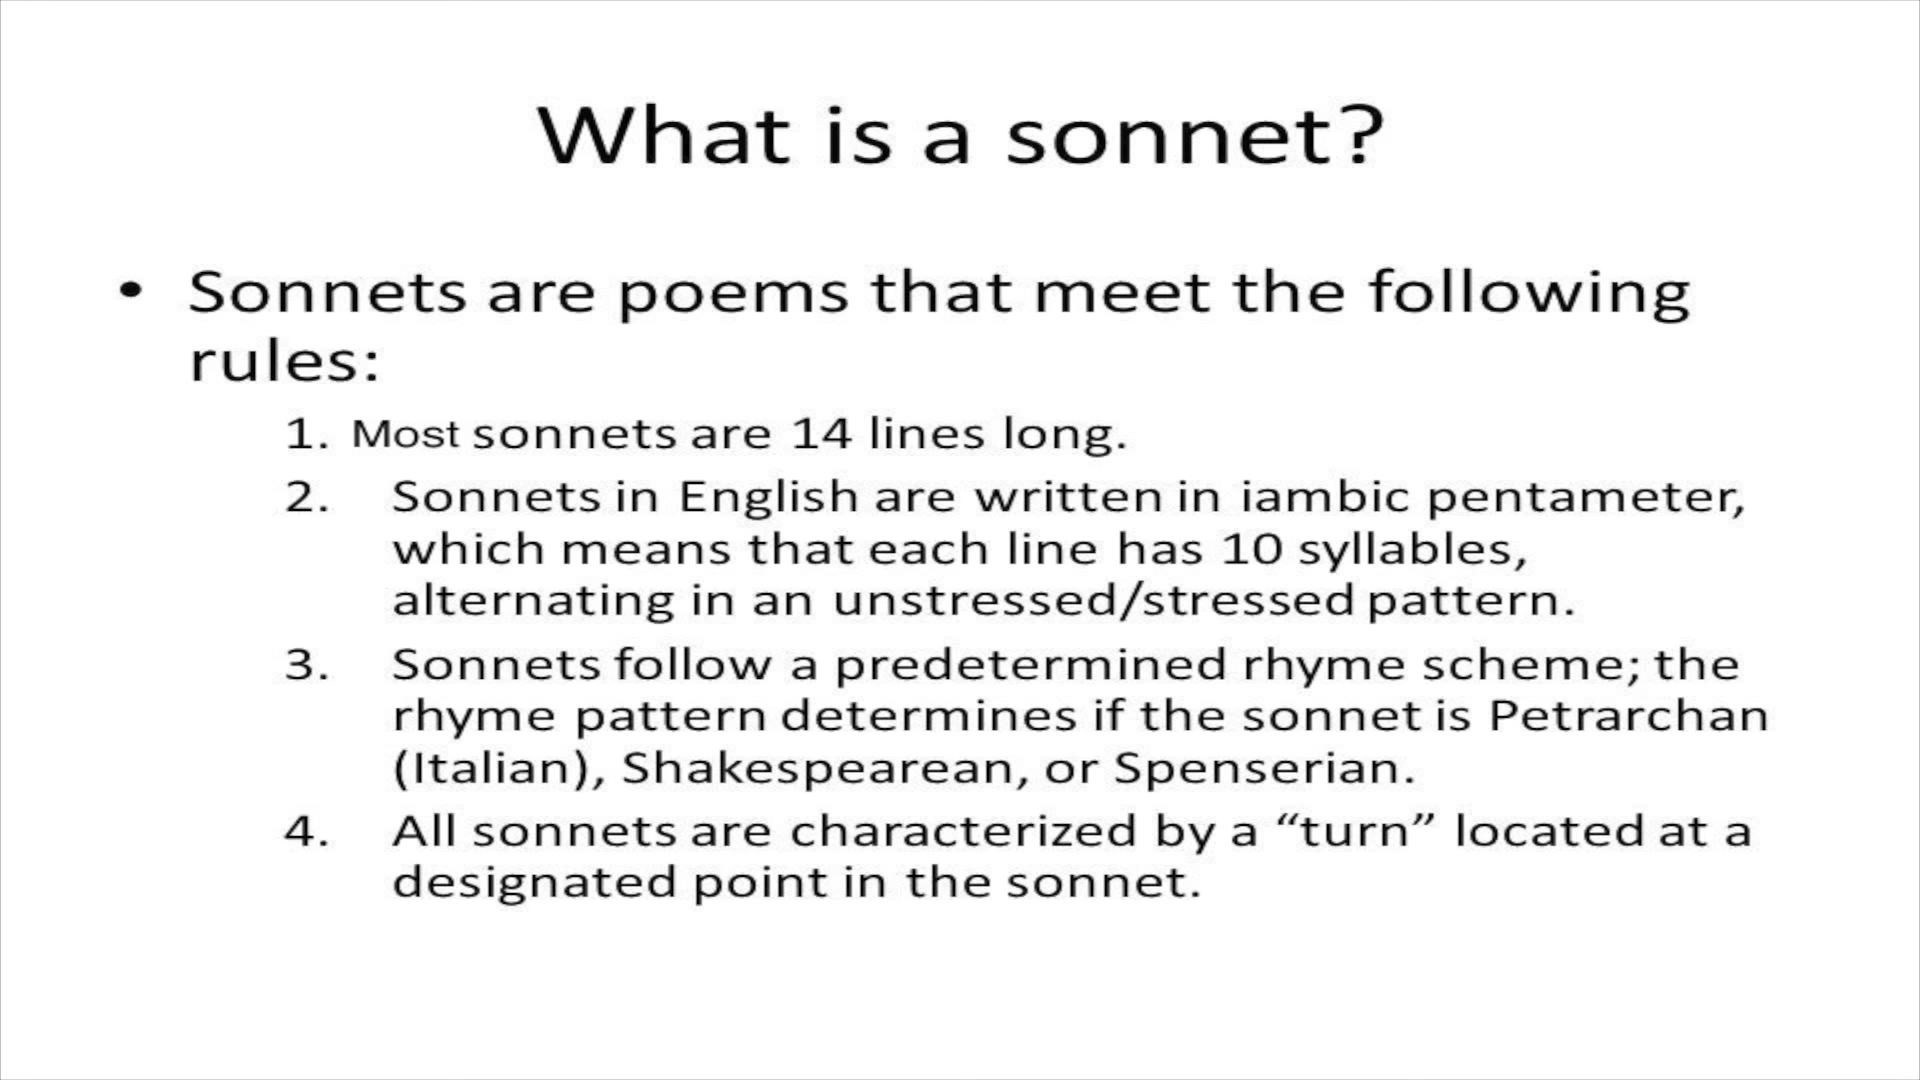 What is a sonnet?
• Sonnets are poems that meet the following
rules:
1. Most sonnets are 14 lines long.
2. Sonnets in English are written in iambic pentameter,
which means that each line has 10 syllables,
alternating in an unstressed/stressed pattern.
3. Sonnets follow a predetermined rhyme scheme; the
rhyme pattern determines if the sonnet is Petrarchan
(Italian), Shakespearean, or Spenserian.
4. All sonnets are characterized by a “turn” located at a
designated point in the sonnet.